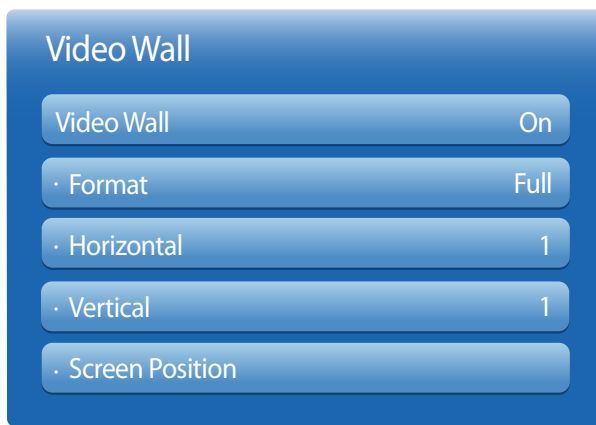 Video Wall
Video Wall On
· Format Full
· Horizontal 1
· Vertical 1
· Screen Position